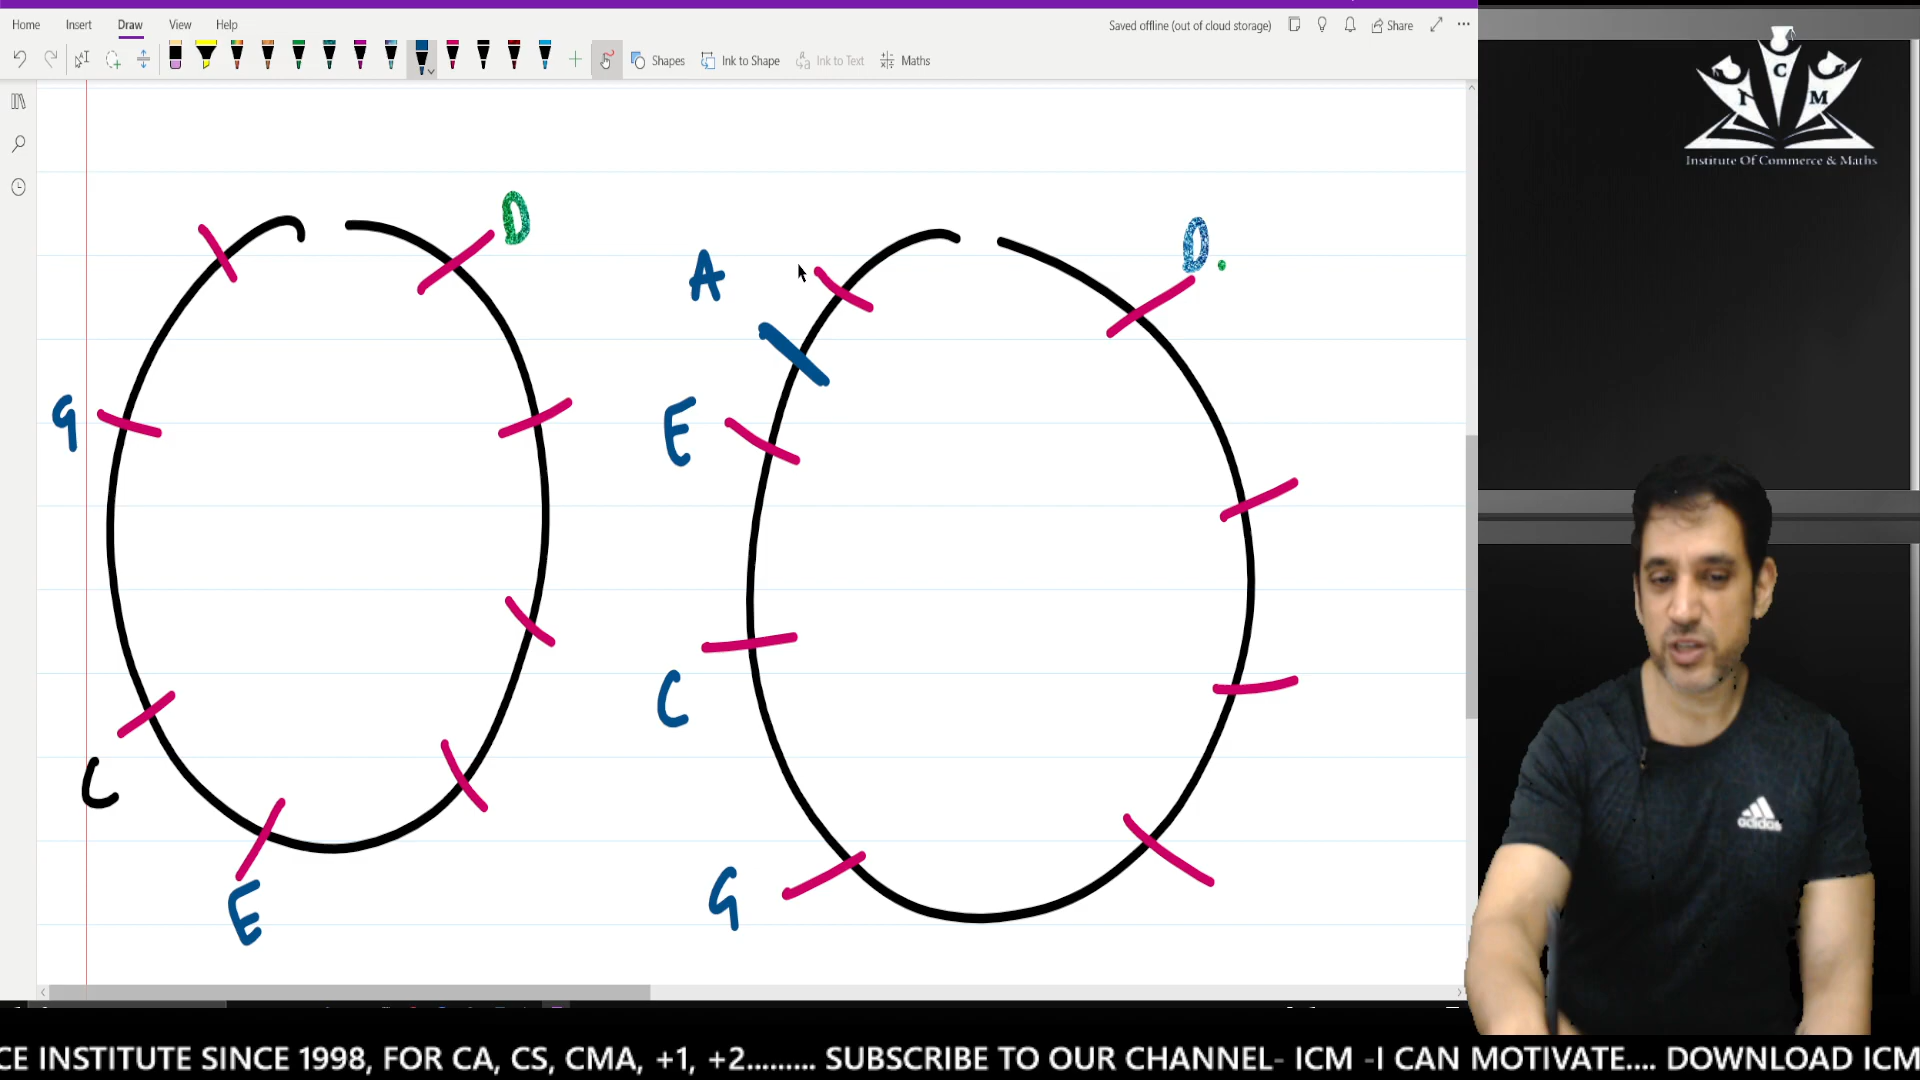 Home Insert Draw View Help
Saved offline (out of cloud storage) Share
Shapes Ink to Shape Ink to Text Maths
I C M
Institute Of Commerce & Maths
D
D.
A
G
E
C
C
G
E
adidas
CE INSTITUTE SINCE 1998, FOR CA, CS, CMA, +1, +2......... SUBSCRIBE TO OUR CHANNEL- ICM -I CAN MOTIVATE.... DOWNLOAD ICM